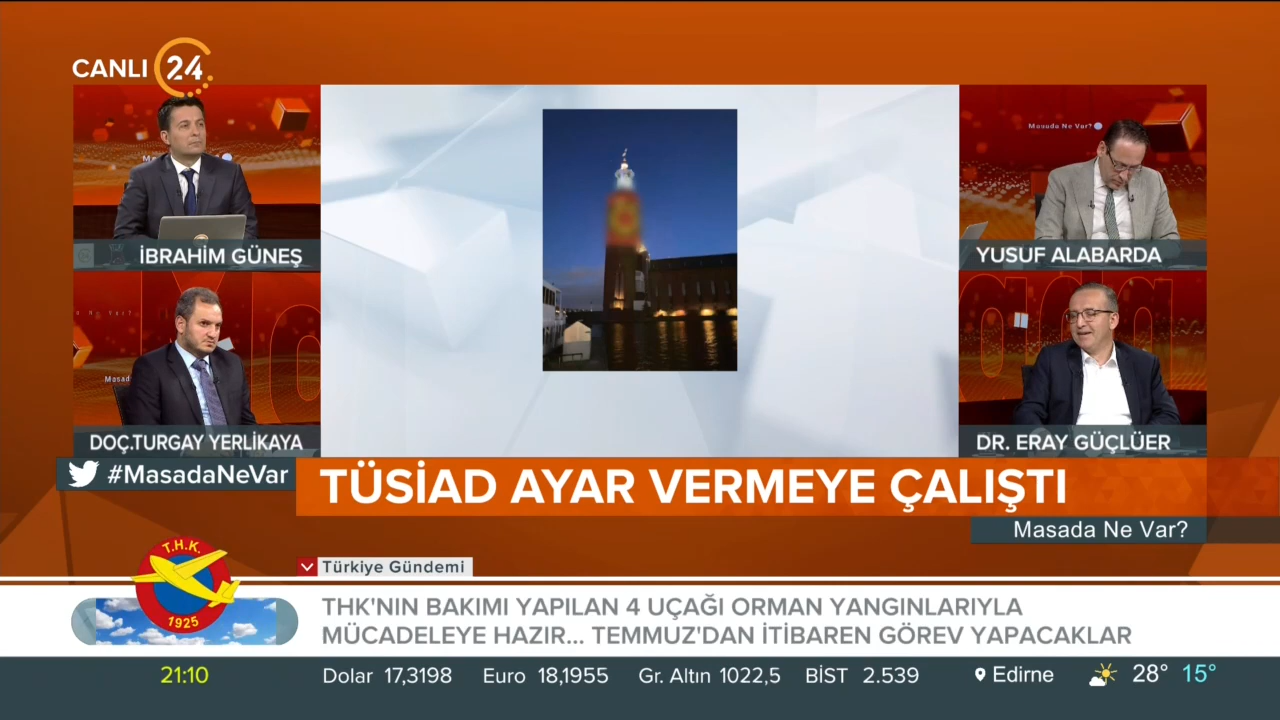 CANLI 24
Masada Ne Var?
İBRAHİM GÜNEŞ
YUSUF ALABARDA
DOÇ.TURGAY YERLİKAYA
DR. ERAY GÜÇLÜER
#MasadaNeVar
TÜSİAD AYAR VERMEYE ÇALIŞTI
Masada Ne Var?
T.H.K.
1925
Türkiye Gündemi
THK'NIN BAKIMI YAPILAN 4 UÇAĞI ORMAN YANGINLARIYLA
MÜCADELEYE HAZIR... TEMMUZ'DAN İTİBAREN GÖREV YAPACAKLAR
21:10 Dolar 17,3198 Euro 18,1955 Gr. Altın 1022,5 BİST 2.539 Edirne 28° 15°